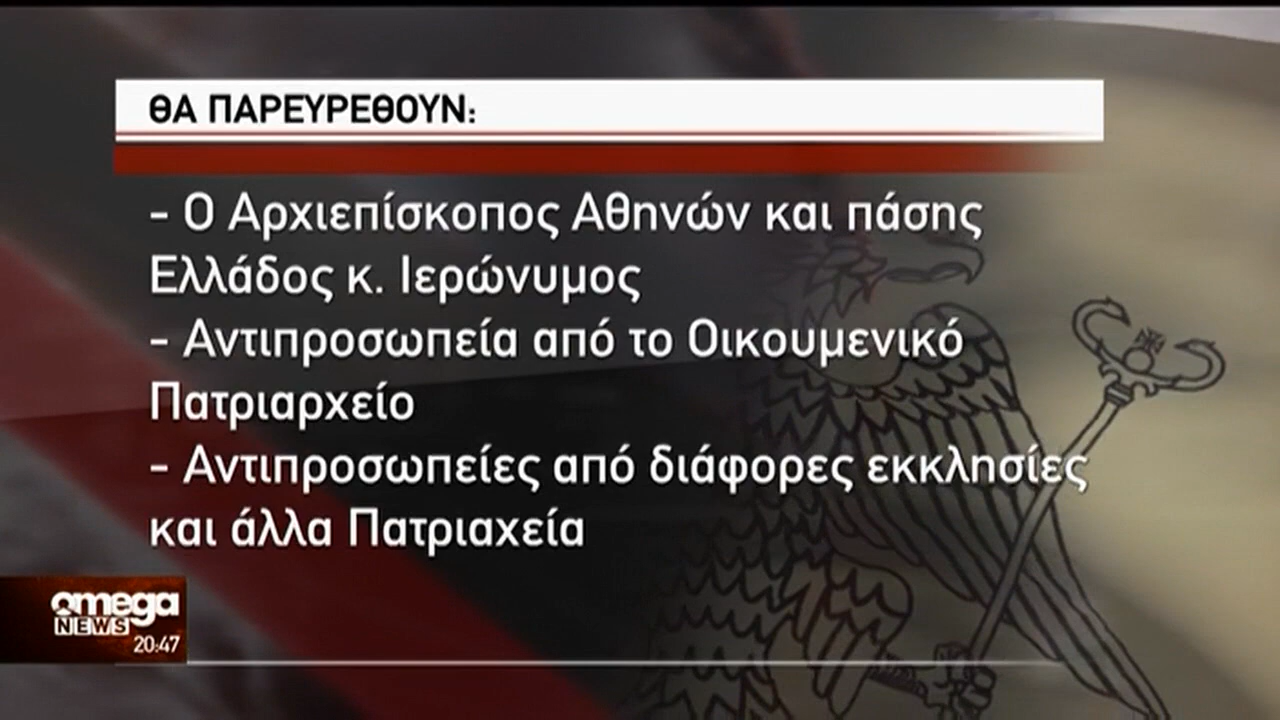 ΘΑ ΠΑΡΕΥΡΕΘΟΥΝ:
- Ο Αρχιεπίσκοπος Αθηνών και πάσης
Ελλάδος κ. Ιερώνυμος
- Αντιπροσωπεία από το Οικουμενικό
Πατριαρχείο
- Αντιπροσωπείες από διάφορες εκκλησίες
και άλλα Πατριαχεία
omega
NEWS
20:47